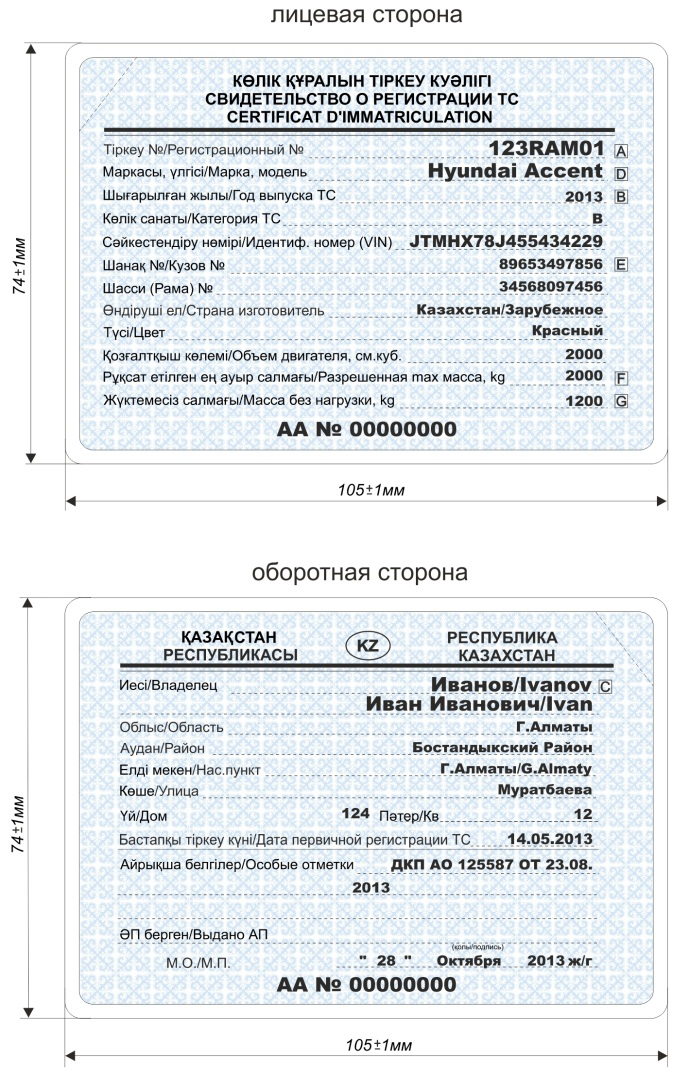 лицевая сторона
КӨЛІК ҚҰРАЛЫН ТІРКЕУ КУӘЛІГІ
СВИДЕТЕЛЬСТВО О РЕГИСТРАЦИИ ТС
CERTIFICAT D'IMMATRICULATION
Тіркеу №/Регистрационный № 123RAM01 A
Маркасы, үлгісі/Марка, модель Hyundai Accent D
Шығарылған жылы/Год выпуска ТС 2013 B
Көлік санаты/Категория ТС B
Сәйкестендіру нөмірі/Идентиф. номер (VIN) JTMHX78J455434229
Шанақ №/Кузов № 89653497856 E
Шасси (Рама) № 34568097456
Өндіруші ел/Страна изготовитель Казахстан/Зарубежное
Түсі/Цвет Красный
Қозғалтқыш көлемі/Объем двигателя, см.куб. 2000
Рұқсат етілген ең ауыр салмағы/Разрешенная max масса, kg 2000 F
Жүктемесіз салмағы/Масса без нагрузки, kg 1200 G
АА № 00000000
74±1мм
105±1мм
оборотная сторона
ҚАЗАҚСТАН РЕСПУБЛИКАСЫ
KZ
РЕСПУБЛИКА КАЗАХСТАН
Иесі/Владелец Иванов/Ivanov C
Иван Иванович/Ivan
Облыс/Область Г.Алматы
Аудан/Район Бостандыкский Район
Елді мекен/Нас.пункт Г.Алматы/G.Almaty
Көше/Улица Муратбаева
Үй/Дом 124 Пәтер/Кв 12
Бастапқы тіркеу күні/Дата первичной регистрации ТС 14.05.2013
Айрықша белгілер/Особые отметки ДКП АО 125587 ОТ 23.08.
2013
ӘП берген/Выдано АП
(қолы/подпись)
М.О./М.П. " 28 " Октября 2013 ж/г
АА № 00000000
74±1мм
105±1мм